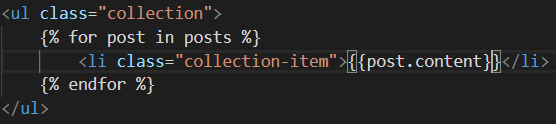 <ul class="collection">
    {% for post in posts %}
        <li class="collection-item">{{post.content}}</li>
    {% endfor %}
</ul>